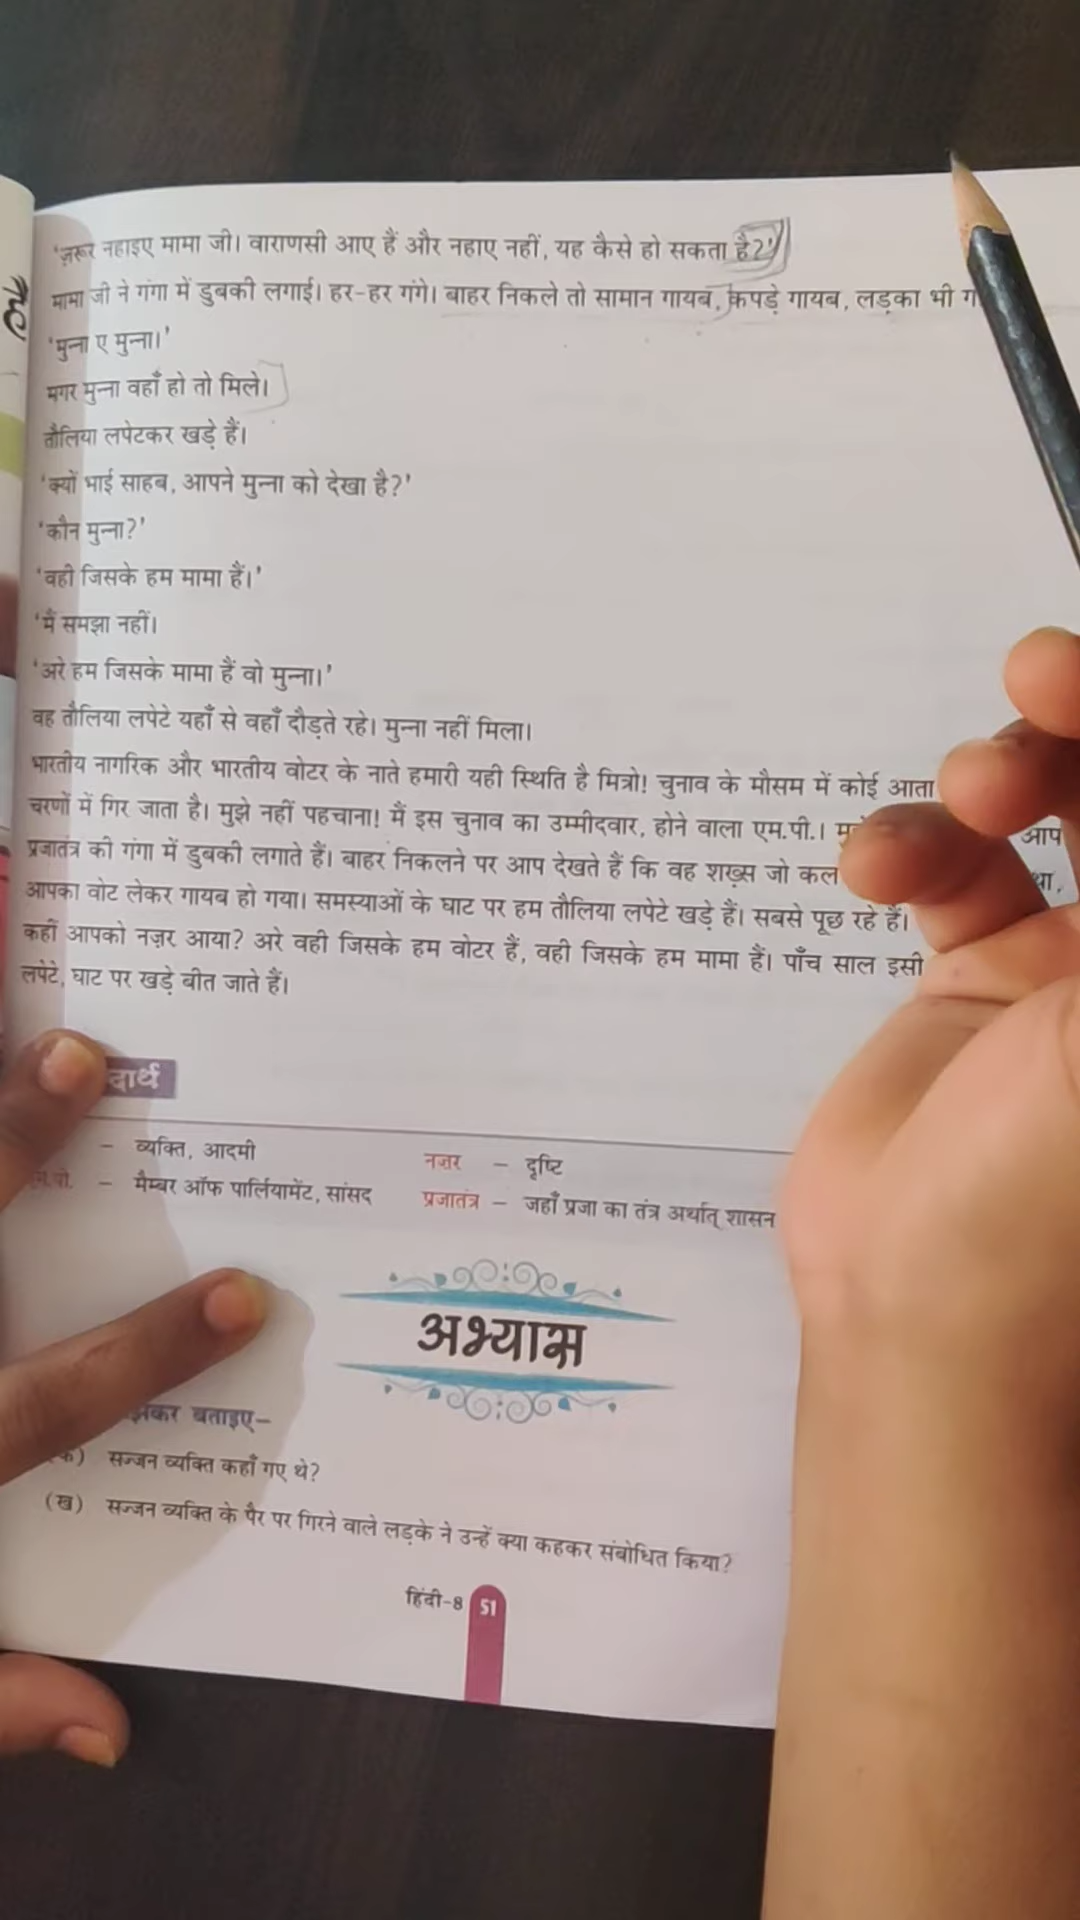 'ज़रूर नहाइए मामा जी। वाराणसी आए हैं और नहाए नहीं, यह कैसे हो सकता है?'
मामा जी ने गंगा में डुबकी लगाई। हर-हर गंगे। बाहर निकले तो सामान गायब, कपड़े गायब, लड़का भी
'मुन्ना ए मुन्ना।'
मगर मुन्ना वहाँ हो तो मिले।
तौलिया लपेटकर खड़े हैं।
'क्यों भाई साहब, आपने मुन्ना को देखा है?'
'कौन मुन्ना?'
'वही जिसके हम मामा हैं।'
'मैं समझा नहीं।
'अरे हम जिसके मामा हैं वो मुन्ना।'
वह तौलिया लपेटे यहाँ से वहाँ दौड़ते रहे। मुन्ना नहीं मिला।
भारतीय नागरिक और भारतीय वोटर के नाते हमारी यही स्थिति है मित्रो! चुनाव के मौसम में कोई आता
चरणों में गिर जाता है। मुझे नहीं पहचाना! मैं इस चुनाव का उम्मीदवार, होने वाला एम.पी.। आप
प्रजातंत्र की गंगा में डुबकी लगाते हैं। बाहर निकलने पर आप देखते हैं कि वह शख़्स जो कल था,
आपका वोट लेकर गायब हो गया। समस्याओं के घाट पर हम तौलिया लपेटे खड़े हैं। सबसे पूछ रहे हैं।
कहीं आपको नज़र आया? अरे वही जिसके हम वोटर हैं, वही जिसके हम मामा हैं। पाँच साल इसी
लपेटे, घाट पर खड़े बीत जाते हैं।
दार्थ
– व्यक्ति, आदमी नज़र – दृष्टि
– मैम्बर ऑफ पार्लियामेंट, सांसद प्रजातंत्र – जहाँ प्रजा का तंत्र अर्थात् शासन
अभ्यास
बताइए–
सज्जन व्यक्ति कहाँ गए थे?
(ख) सज्जन व्यक्ति के पैर पर गिरने वाले लड़के ने उन्हें क्या कहकर संबोधित किया?
हिंदी-8 51